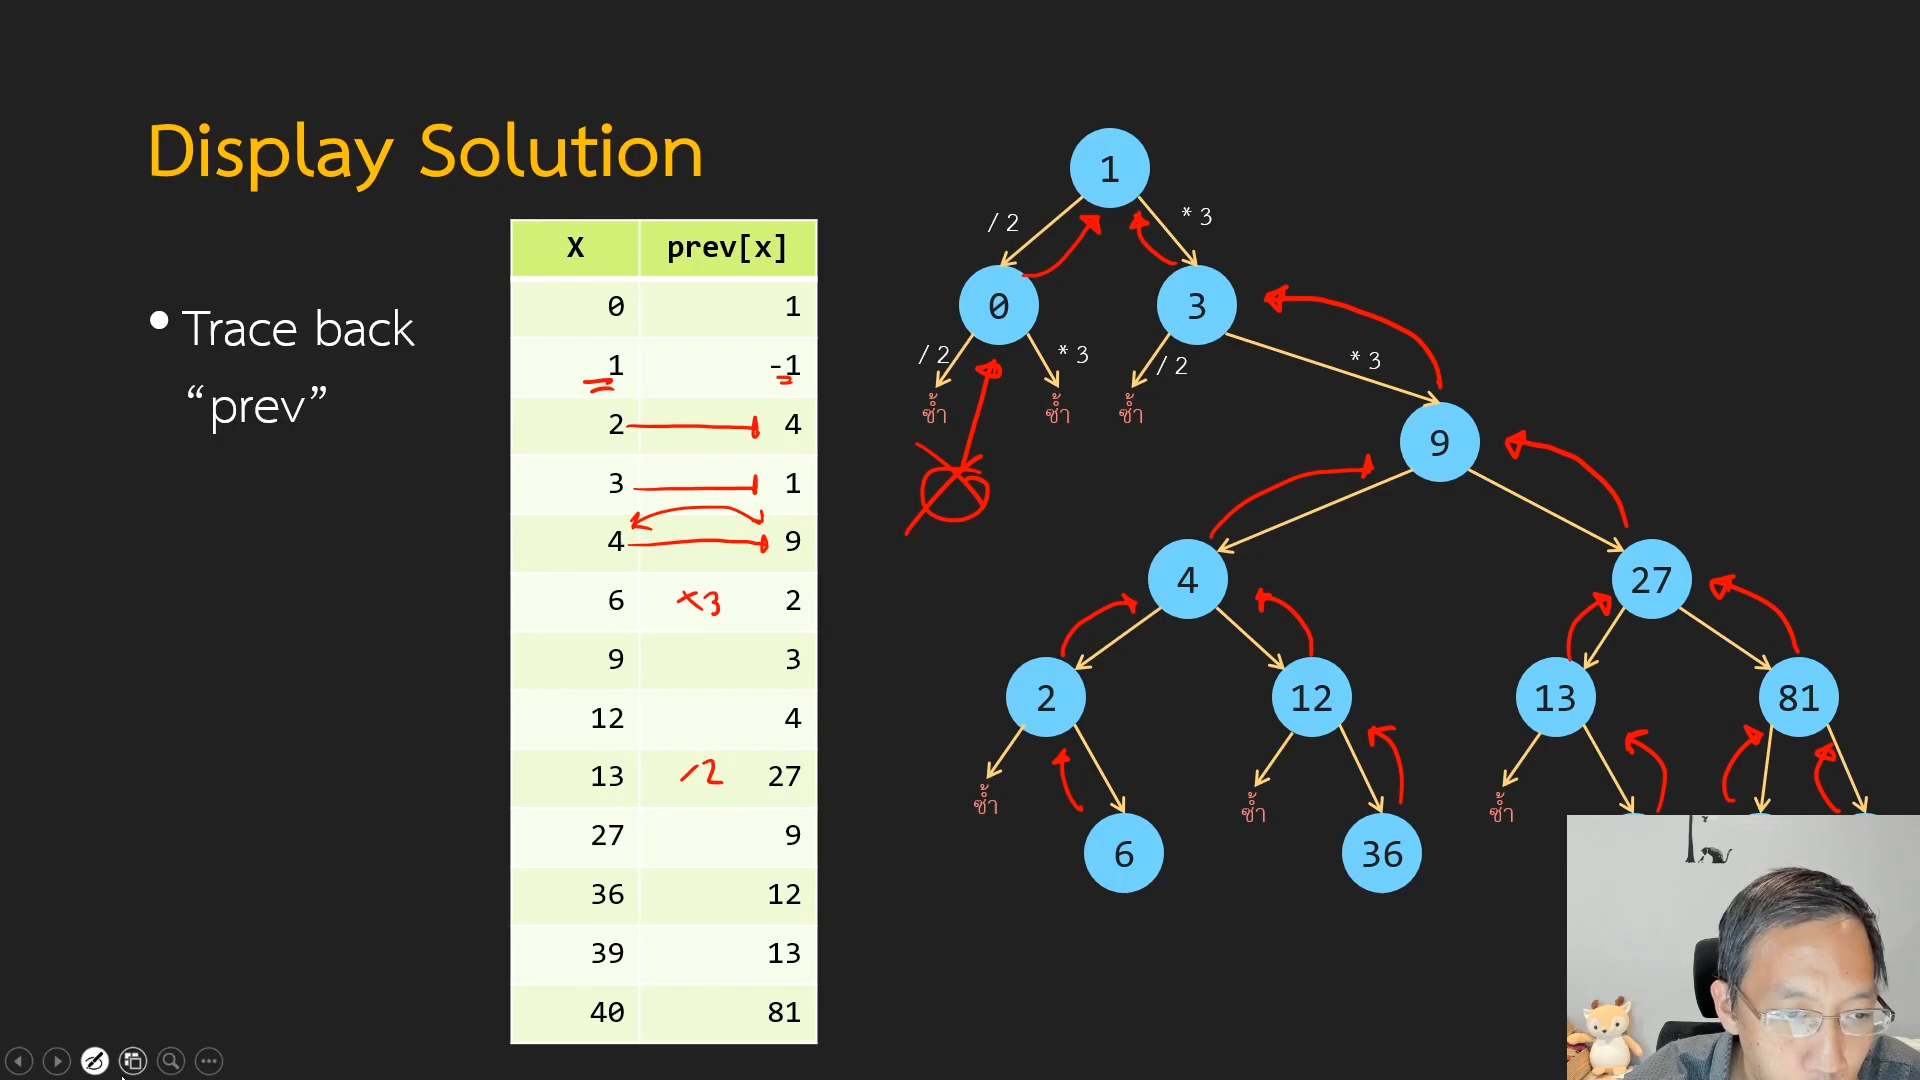 Display Solution
• Trace back
“prev”
X prev[x]
0 1
1 -1
2 4
3 1
4 9
6 ×3 2
9 3
12 4
13 /2 27
27 9
36 12
39 13
40 81
1
/ 2 * 3
0 3
/ 2 * 3 / 2 * 3
ซ้ำ ซ้ำ ซ้ำ
9
4 27
2 12 13 81
ซ้ำ ซ้ำ ซ้ำ
6 36